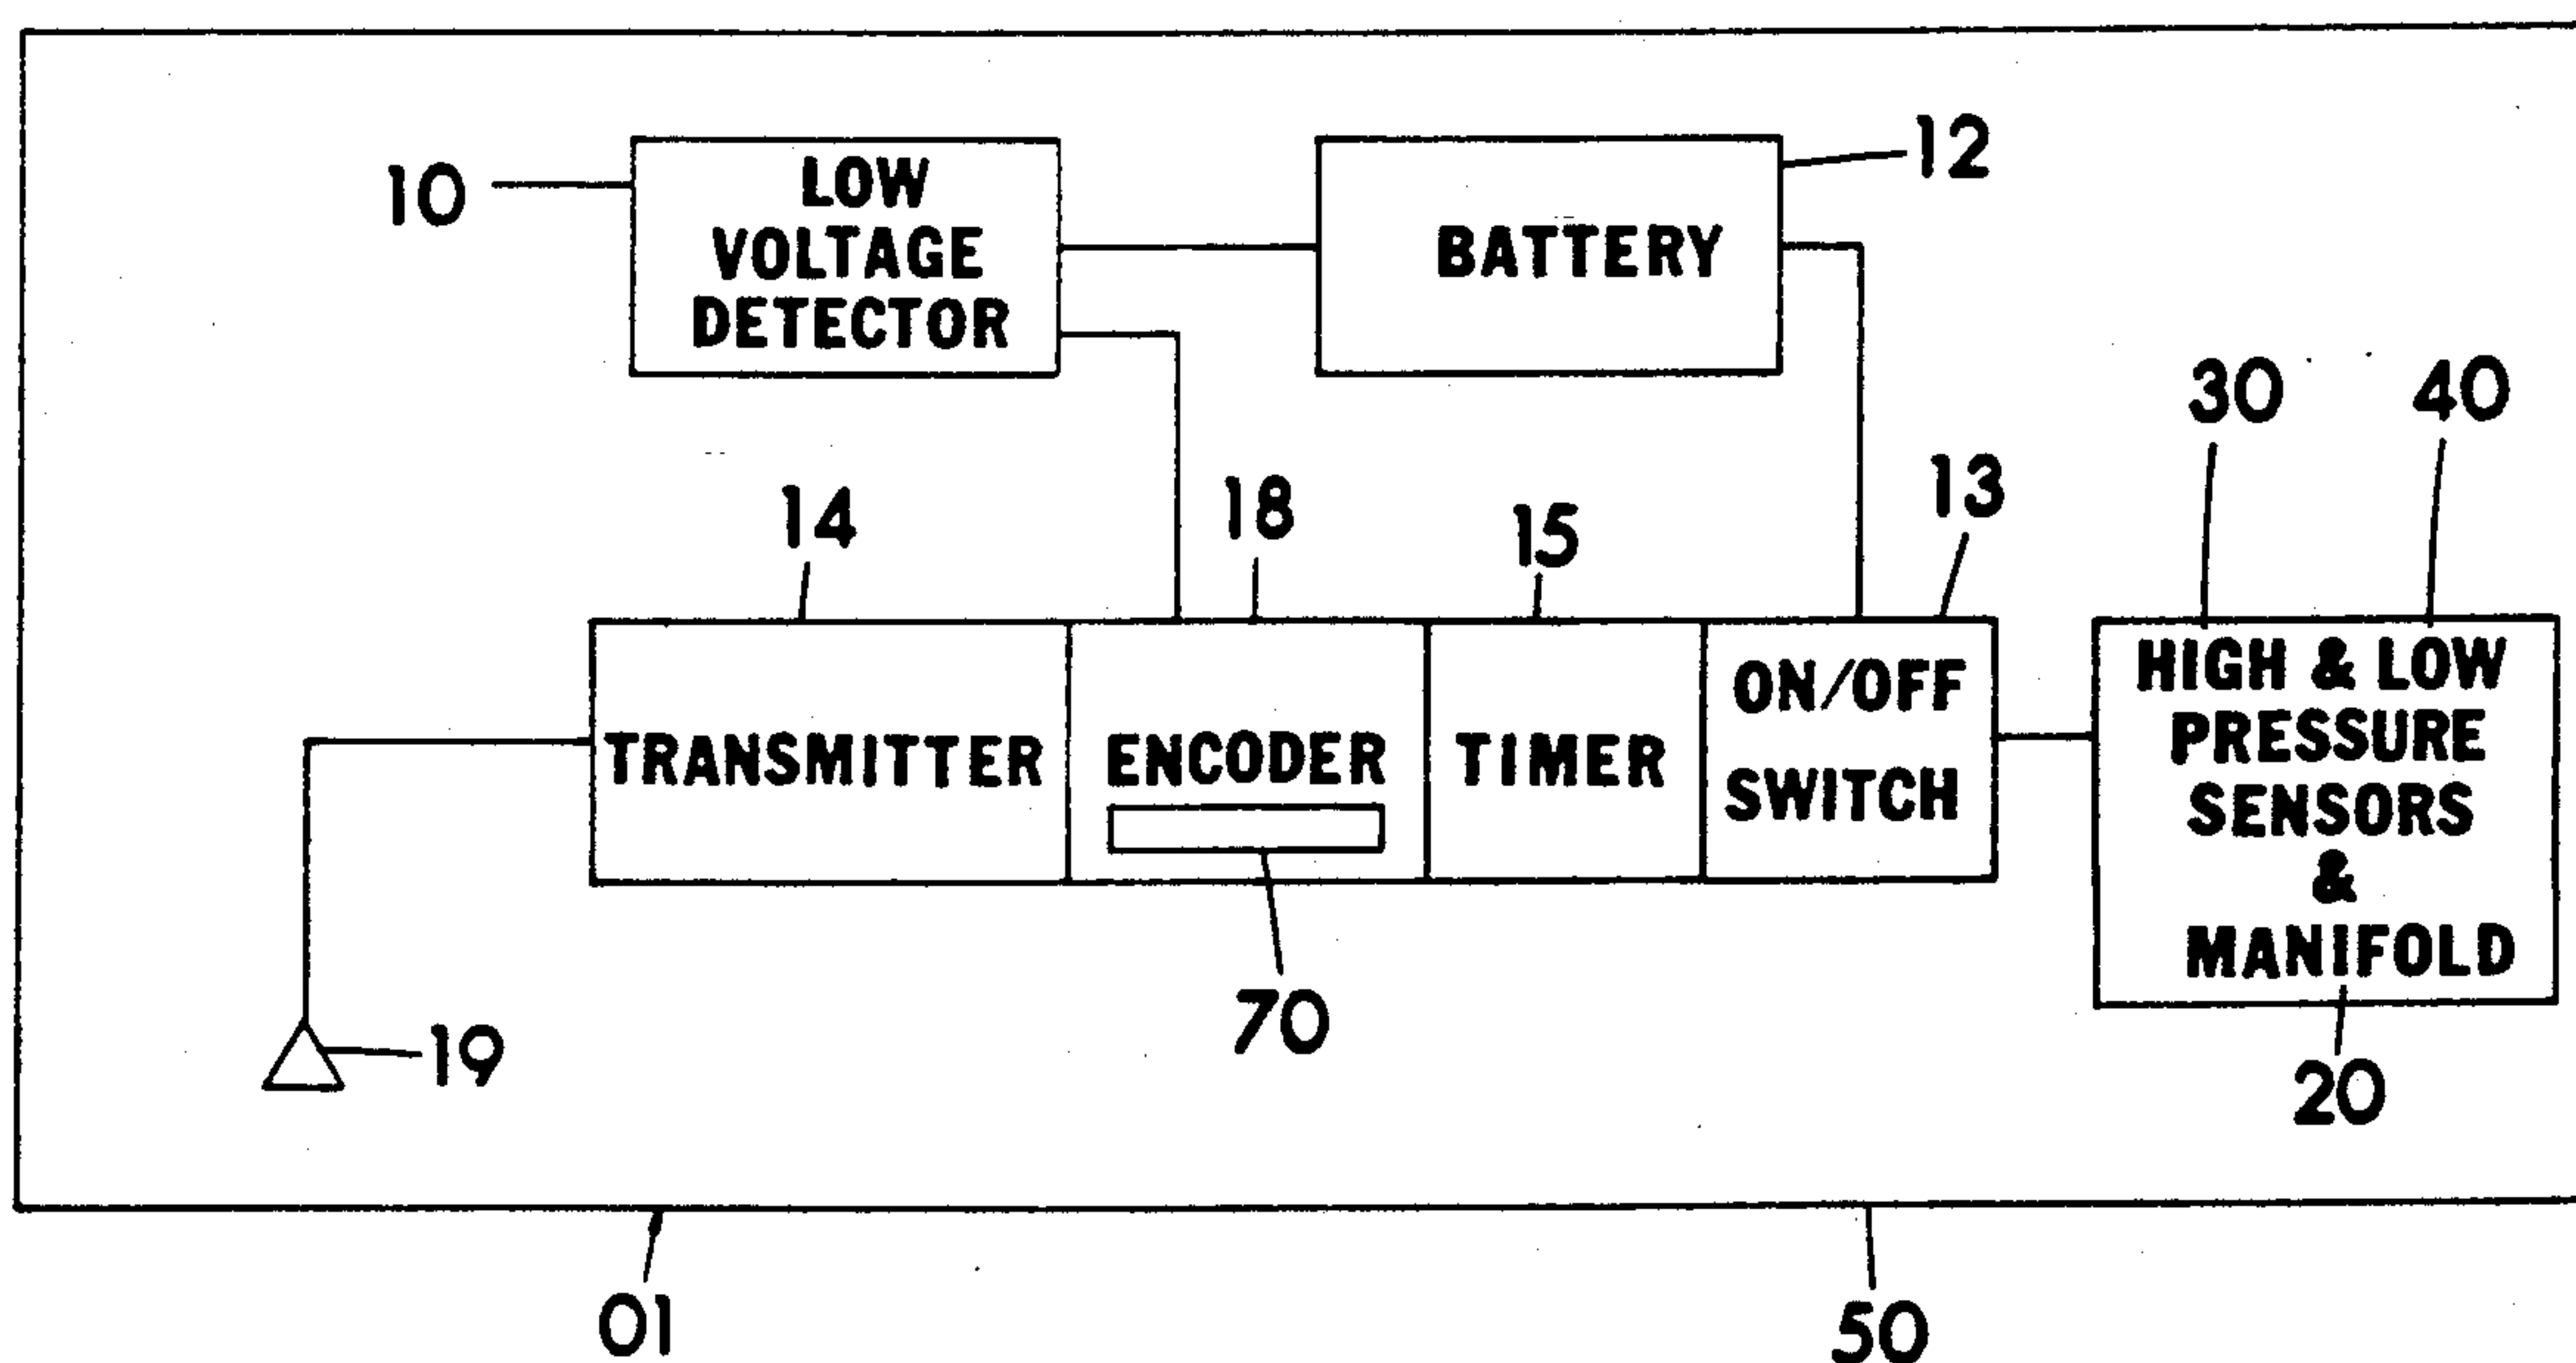 10
LOW
VOLTAGE
DETECTOR
BATTERY
12
30
40
14
18
15
13
TRANSMITTER
ENCODER
TIMER
ON/OFF
SWITCH
HIGH & LOW
PRESSURE
SENSORS
&
MANIFOLD
19
70
20
01
50